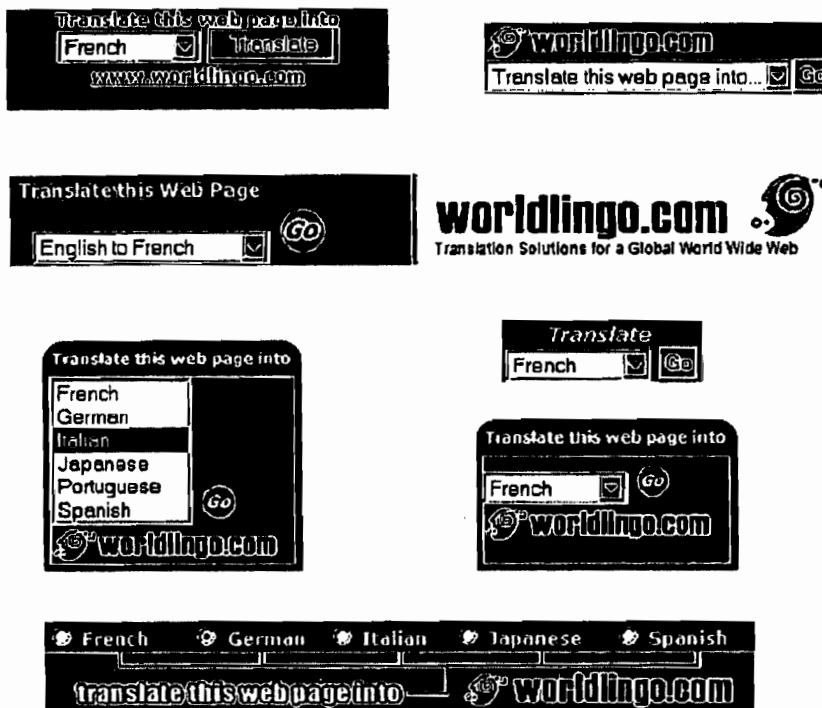 Translate this web page into
French Translate
www.worldlingo.com
worldlingo.com
Translate this web page into... Go
Translate this Web Page
English to French Go
worldlingo.com
Translation Solutions for a Global World Wide Web
Translate this web page into
French
German
Italian
Japanese
Portuguese
Spanish
Go
worldlingo.com
Translate
French Go
Translate this web page into
French Go
worldlingo.com
French German Italian Japanese Spanish
translate this web page into worldlingo.com